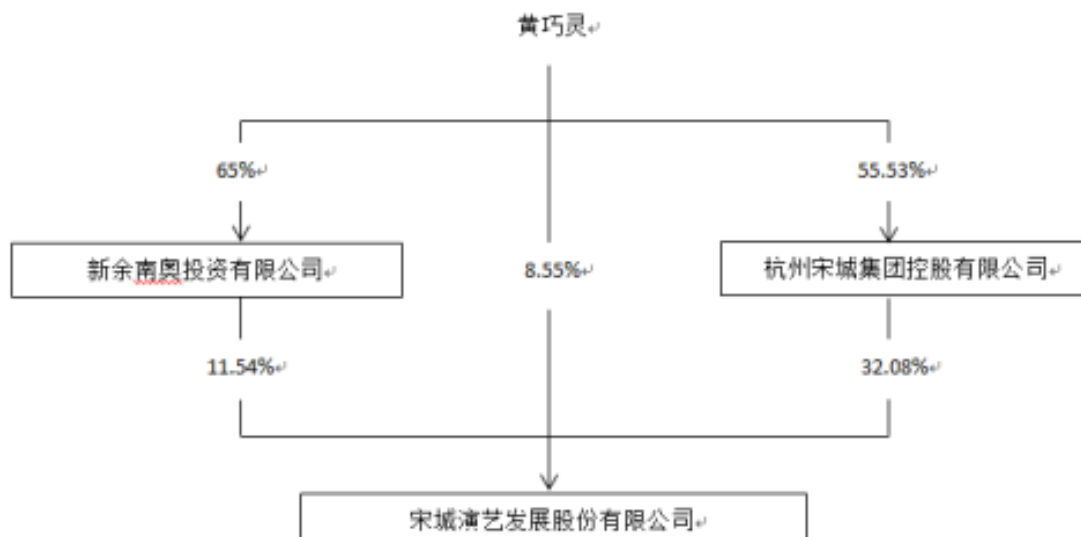 黄巧灵
65%
55.53%
新余南奥投资有限公司
8.55%
杭州宋城集团控股有限公司
11.54%
32.08%
宋城演艺发展股份有限公司